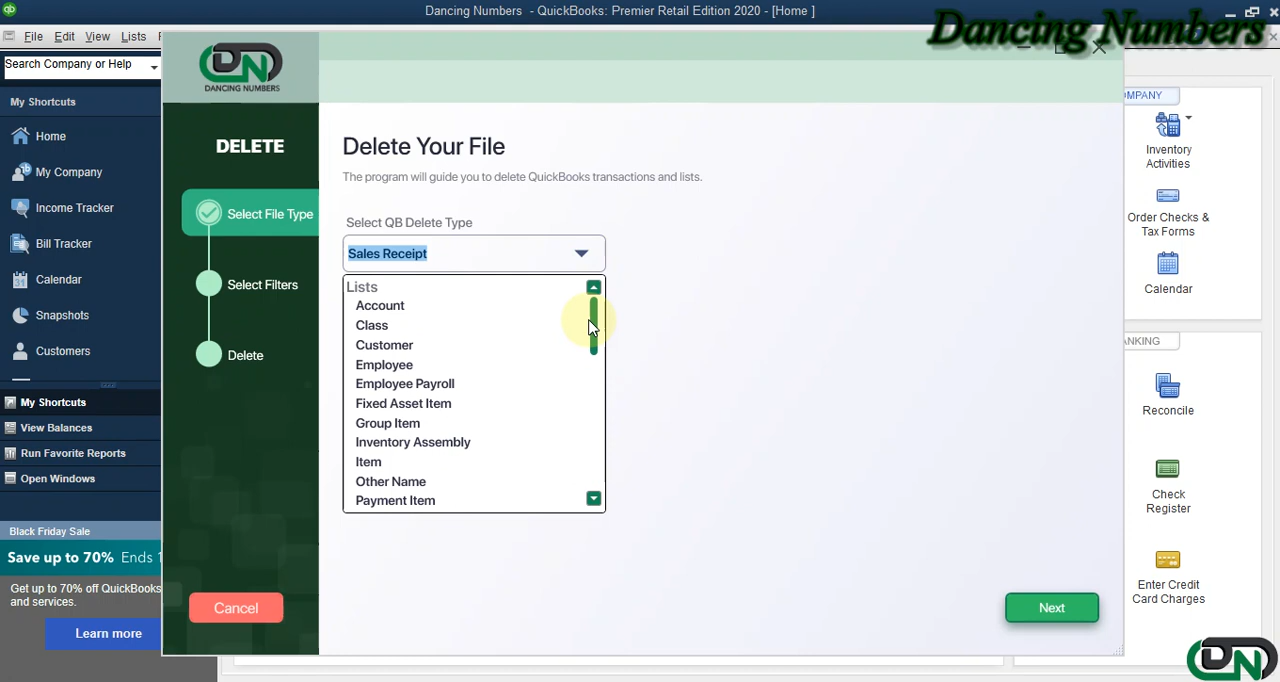 Dancing Numbers - QuickBooks: Premier Retail Edition 2020 - [Home ]
Dancing Numbers
File Edit View Lists
Search Company or Help
My Shortcuts
Home
My Company
Income Tracker
Bill Tracker
Calendar
Snapshots
Customers
My Shortcuts
View Balances
Run Favorite Reports
Open Windows
Black Friday Sale
Save up to 70% Ends 1
Get up to 70% off QuickBooks
and services.
Learn more
DN
DANCING NUMBERS
DELETE
Select File Type
Select Filters
Delete
Cancel
Delete Your File
The program will guide you to delete QuickBooks transactions and lists.
Select QB Delete Type
Sales Receipt
Lists
Account
Class
Customer
Employee
Employee Payroll
Fixed Asset Item
Group Item
Inventory Assembly
Item
Other Name
Payment Item
Next
OMPANY
Inventory
Activities
Order Checks &
Tax Forms
Calendar
ANKING
Reconcile
Check
Register
Enter Credit
Card Charges
DN